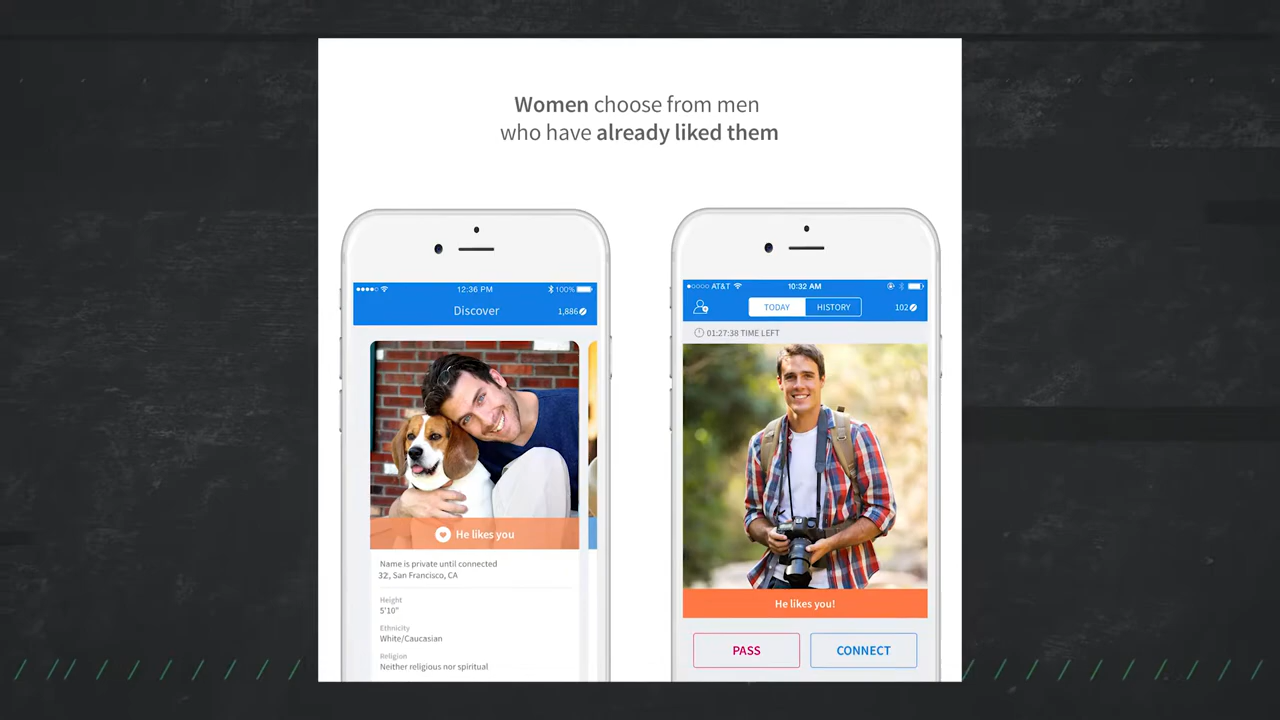 Women choose from men
who have already liked them
12:36 PM
100%
Discover
1,886
He likes you
Name is private until connected
32, San Francisco, CA
Height
5'10"
Ethnicity
White/Caucasian
Religion
Neither religious nor spiritual
AT&T
10:32 AM
TODAY
HISTORY
102
01:27:38 TIME LEFT
He likes you!
PASS
CONNECT